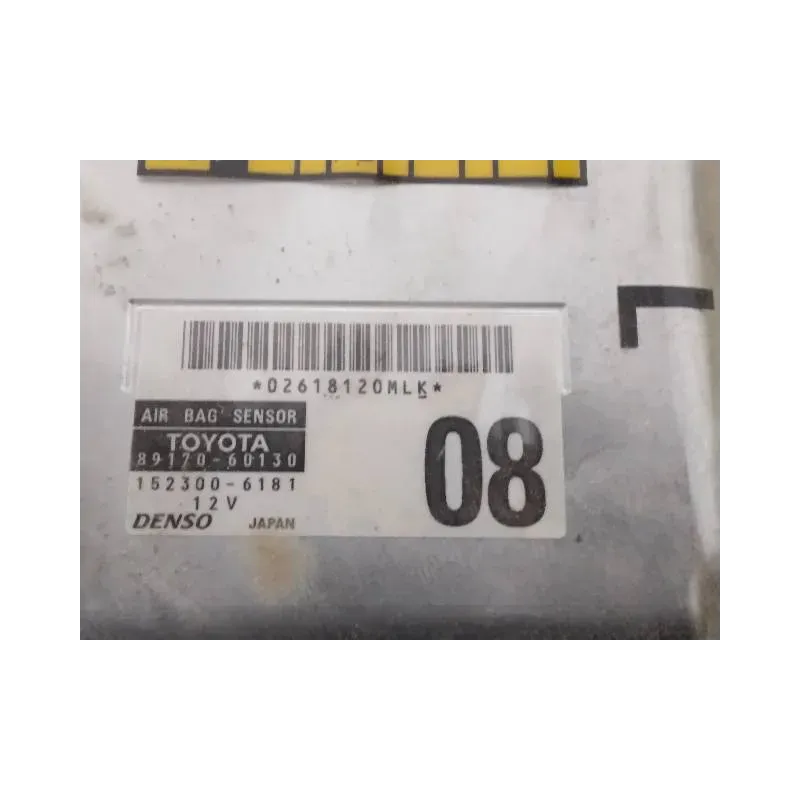 *02618120MLK*
AIR BAG SENSOR
TOYOTA
89170-60130
152300-6181
12V
DENSO JAPAN
08